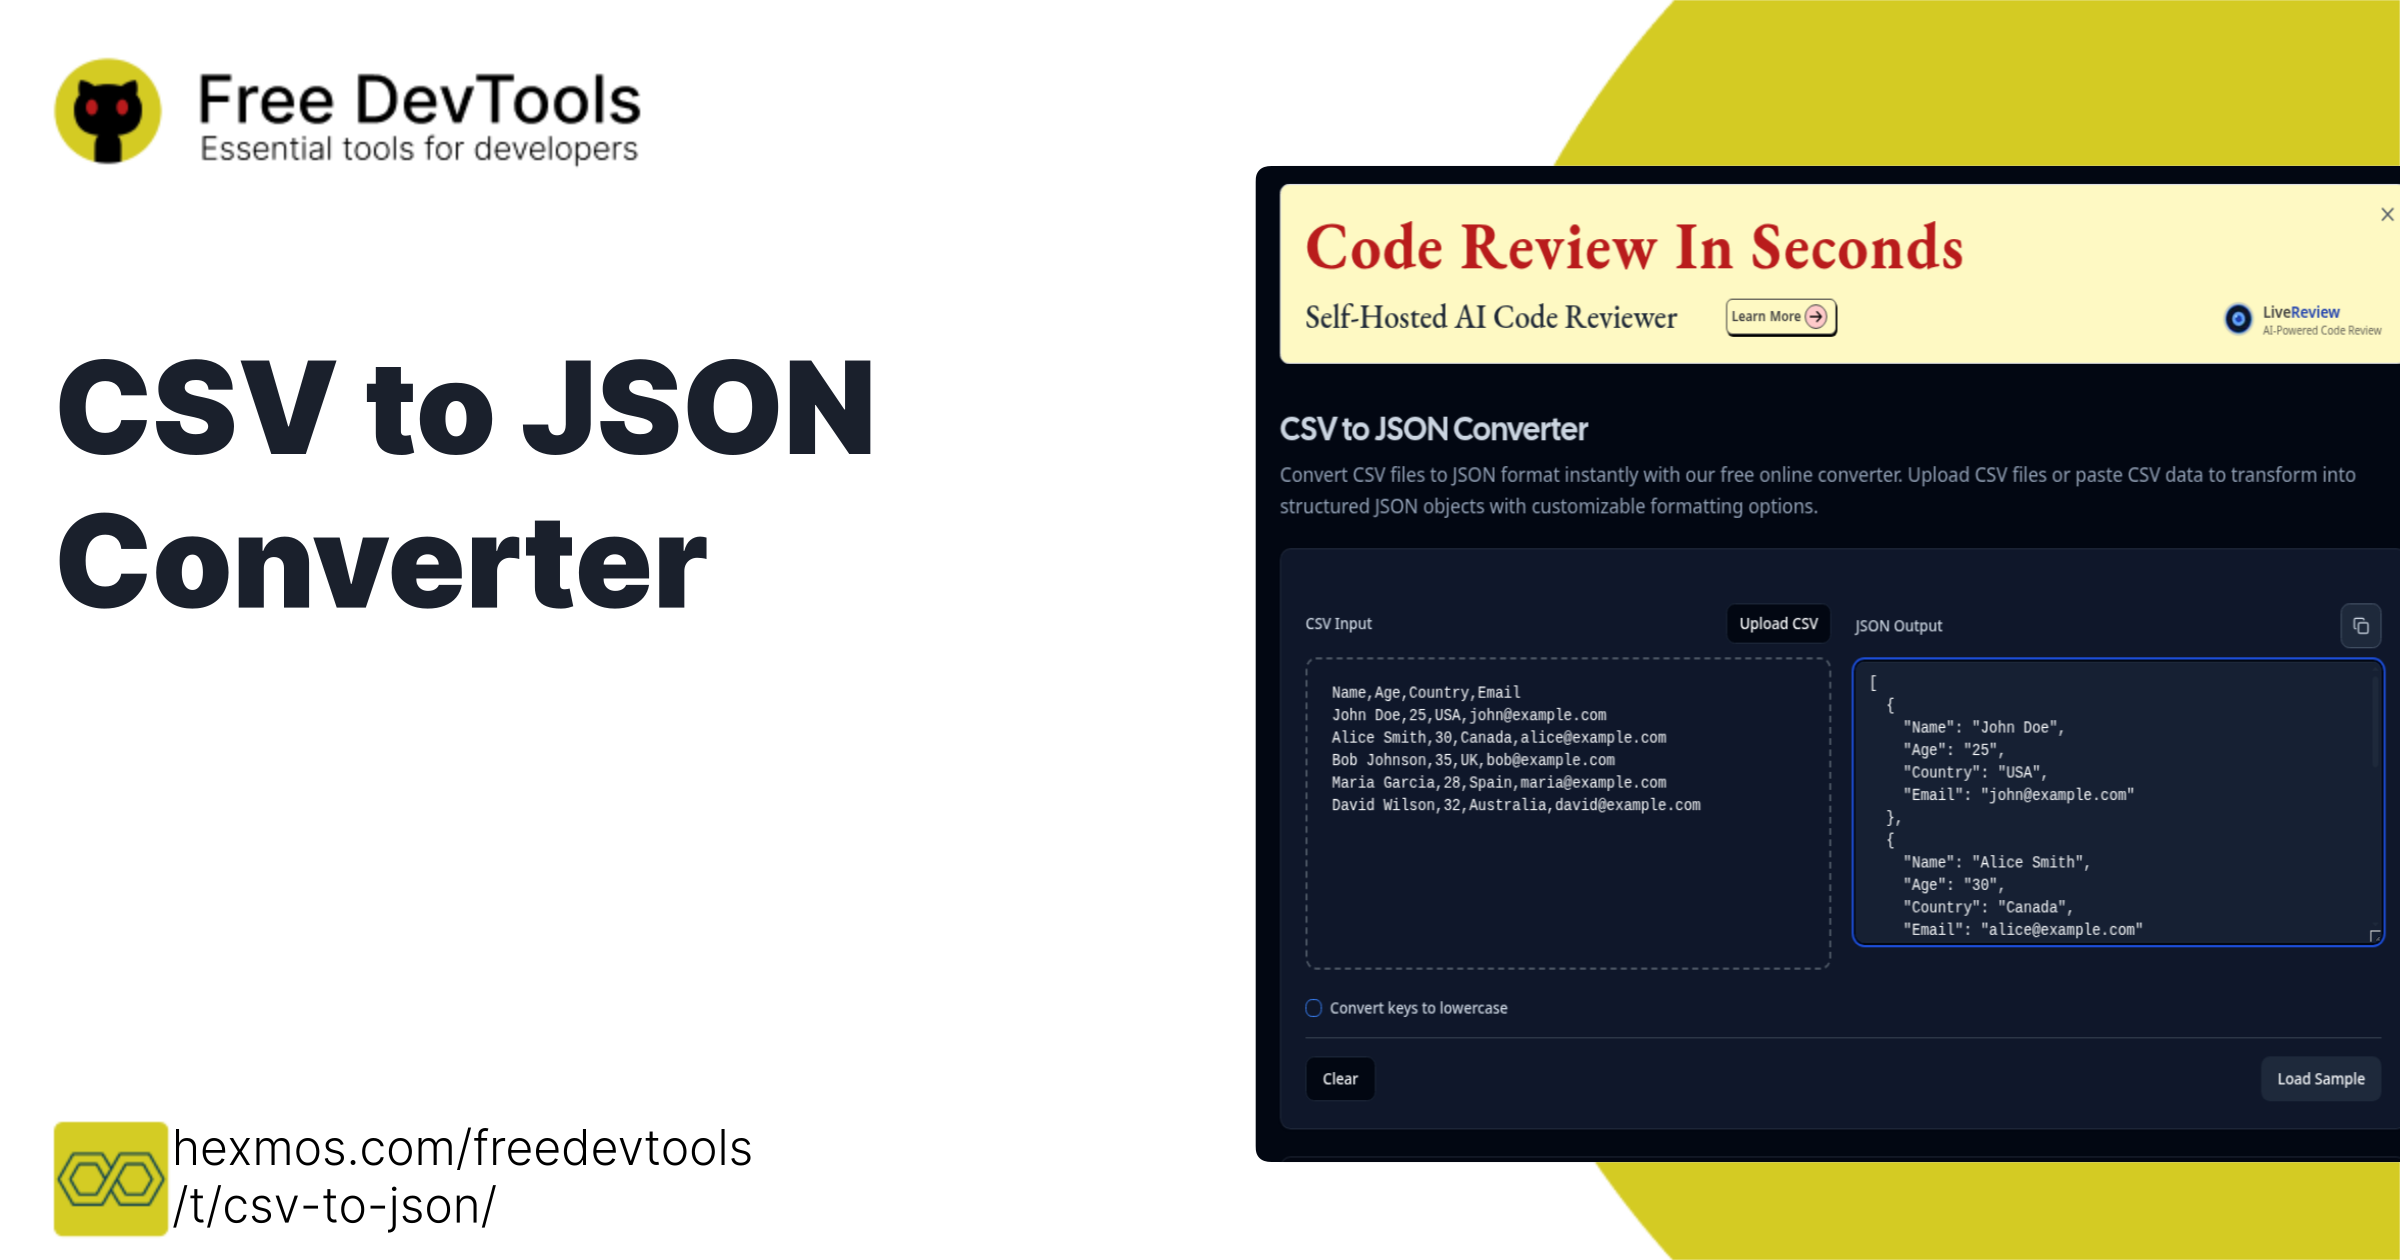 Free DevTools
Essential tools for developers
CSV to JSON
Converter
hexmos.com/freedevtools
/t/csv-to-json/
Code Review In Seconds
Self-Hosted AI Code Reviewer
Learn More
LiveReview
AI-Powered Code Review
CSV to JSON Converter
Convert CSV files to JSON format instantly with our free online converter. Upload CSV files or paste CSV data to transform into
structured JSON objects with customizable formatting options.
CSV Input
Upload CSV
Name,Age,Country,Email
John Doe,25,USA,john@example.com
Alice Smith,30,Canada,alice@example.com
Bob Johnson,35,UK,bob@example.com
Maria Garcia,28,Spain,maria@example.com
David Wilson,32,Australia,david@example.com
JSON Output
[
{
"Name": "John Doe",
"Age": "25",
"Country": "USA",
"Email": "john@example.com"
},
{
"Name": "Alice Smith",
"Age": "30",
"Country": "Canada",
"Email": "alice@example.com"
Convert keys to lowercase
Clear
Load Sample